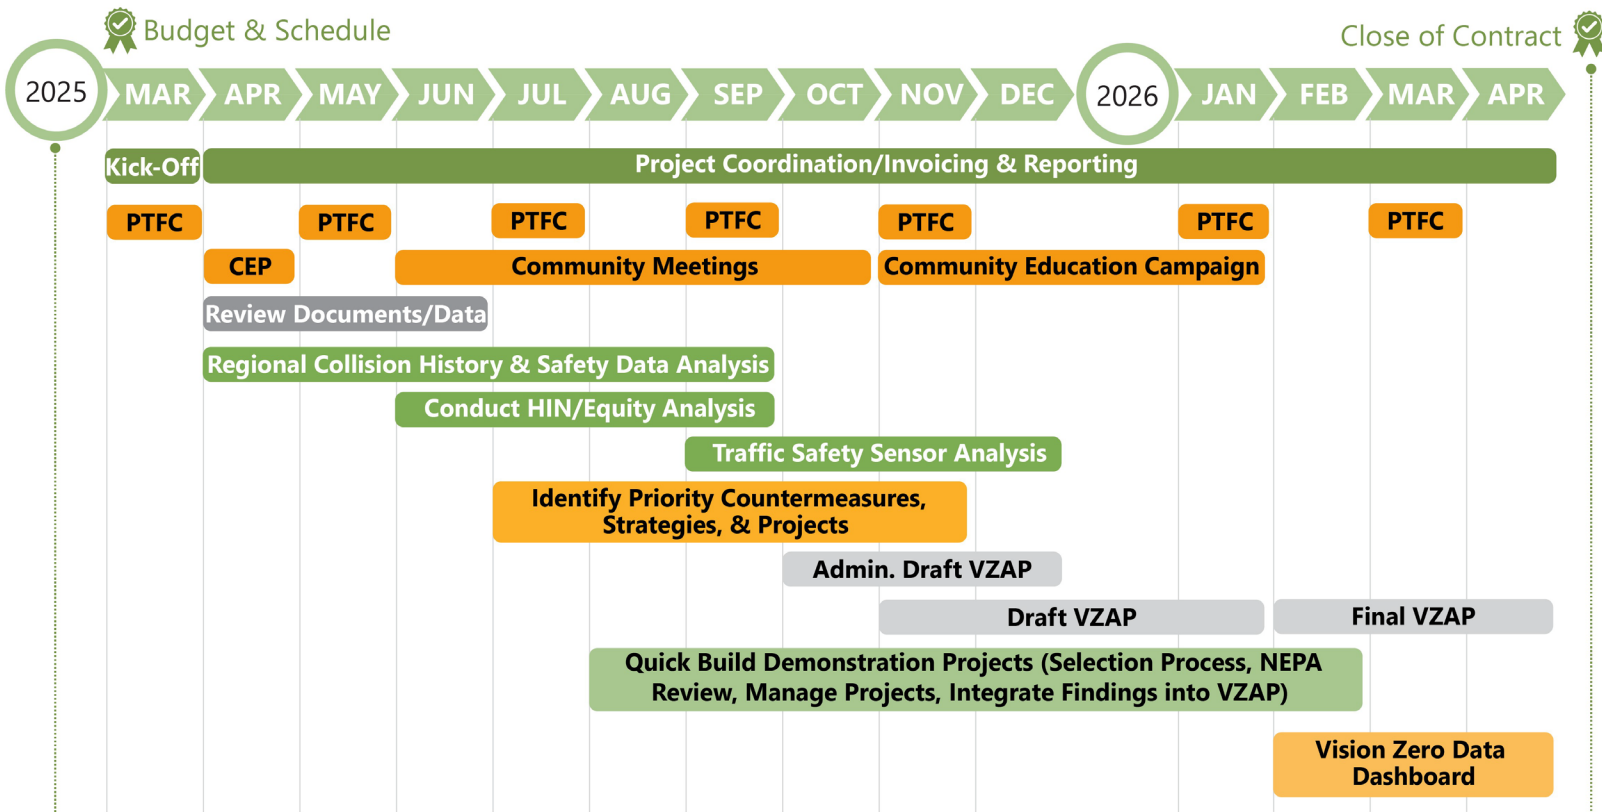 Budget & Schedule
Close of Contract
2025 MAR APR MAY JUN JUL AUG SEP OCT NOV DEC 2026 JAN FEB MAR APR
Kick-Off Project Coordination/Invoicing & Reporting
PTFC PTFC PTFC PTFC PTFC PTFC PTFC
CEP Community Meetings Community Education Campaign
Review Documents/Data
Regional Collision History & Safety Data Analysis
Conduct HIN/Equity Analysis
Traffic Safety Sensor Analysis
Identify Priority Countermeasures,
Strategies, & Projects
Admin. Draft VZAP
Draft VZAP Final VZAP
Quick Build Demonstration Projects (Selection Process, NEPA
Review, Manage Projects, Integrate Findings into VZAP)
Vision Zero Data
Dashboard